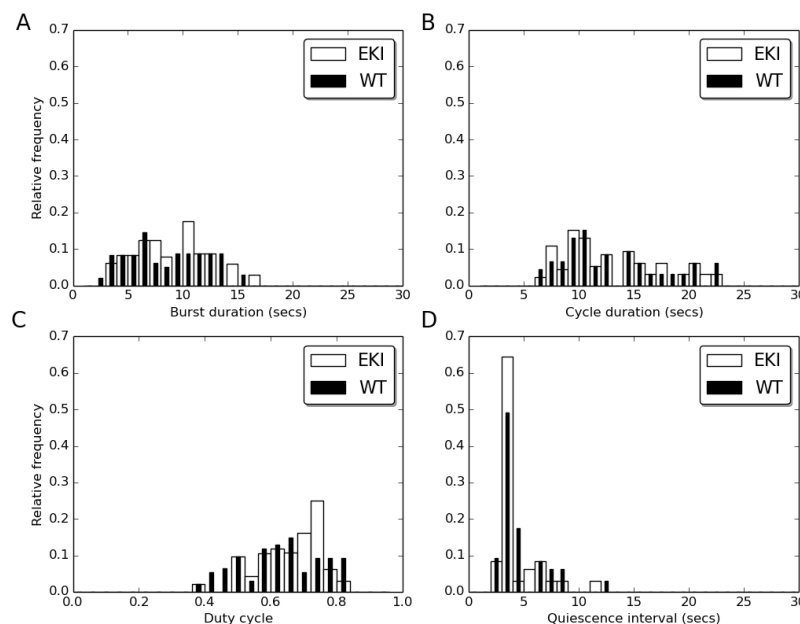 A
B
0.7
0.6
0.5
0.4
0.3
0.2
0.1
0.0
Relative frequency
EKI
WT
0 5 10 15 20 25 30
Burst duration (secs)
0.7
0.6
0.5
0.4
0.3
0.2
0.1
0.0
EKI
WT
0 5 10 15 20 25 30
Cycle duration (secs)
C
D
0.7
0.6
0.5
0.4
0.3
0.2
0.1
0.0
Relative frequency
EKI
WT
0.0 0.2 0.4 0.6 0.8 1.0
Duty cycle
0.7
0.6
0.5
0.4
0.3
0.2
0.1
0.0
EKI
WT
0 5 10 15 20 25 30
Quiescence interval (secs)